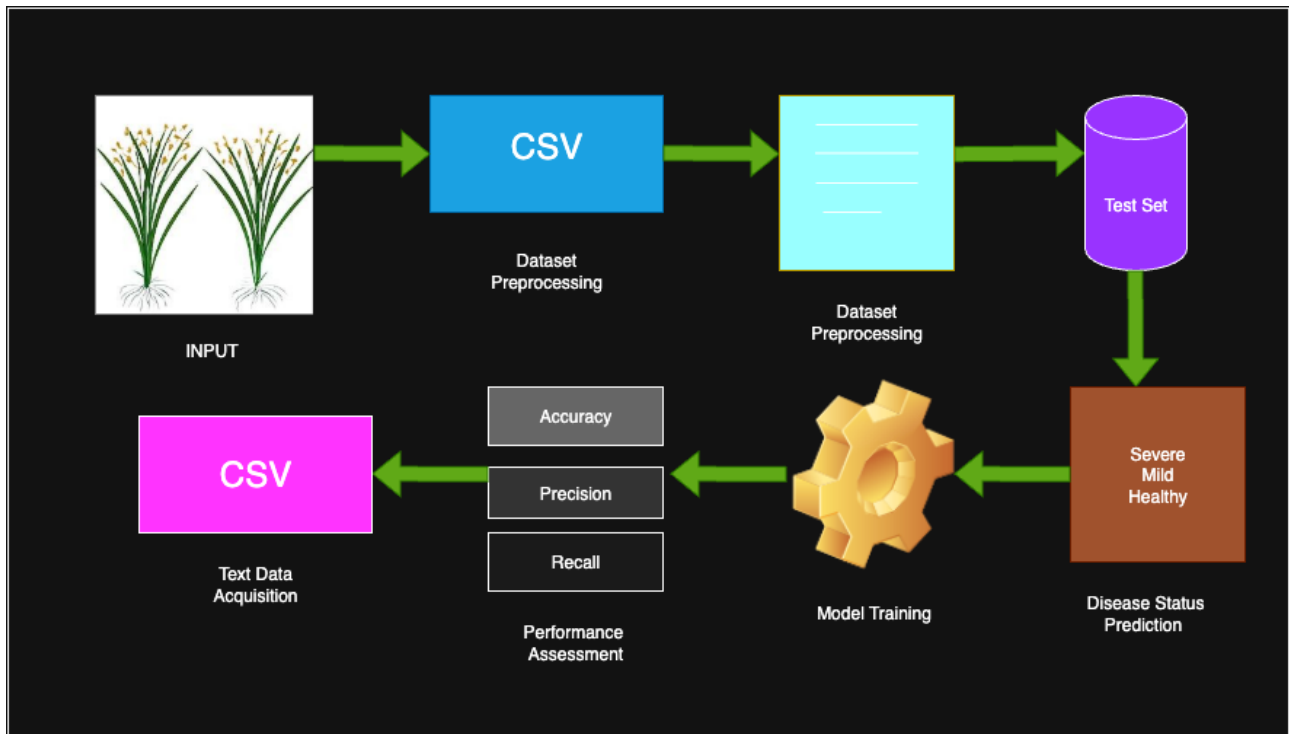 INPUT
CSV
Dataset
Preprocessing
Dataset
Preprocessing
Test Set
Severe
Mild
Healthy
Disease Status
Prediction
Model Training
Accuracy
Precision
Recall
Performance
Assessment
CSV
Text Data
Acquisition